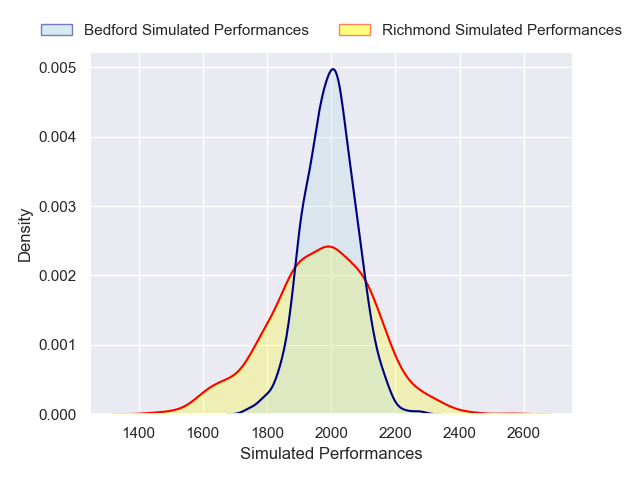 Bedford Simulated Performances
Richmond Simulated Performances
0.005
0.004
0.003
0.002
0.001
0.000
Density
1400 1600 1800 2000 2200 2400 2600
Simulated Performances